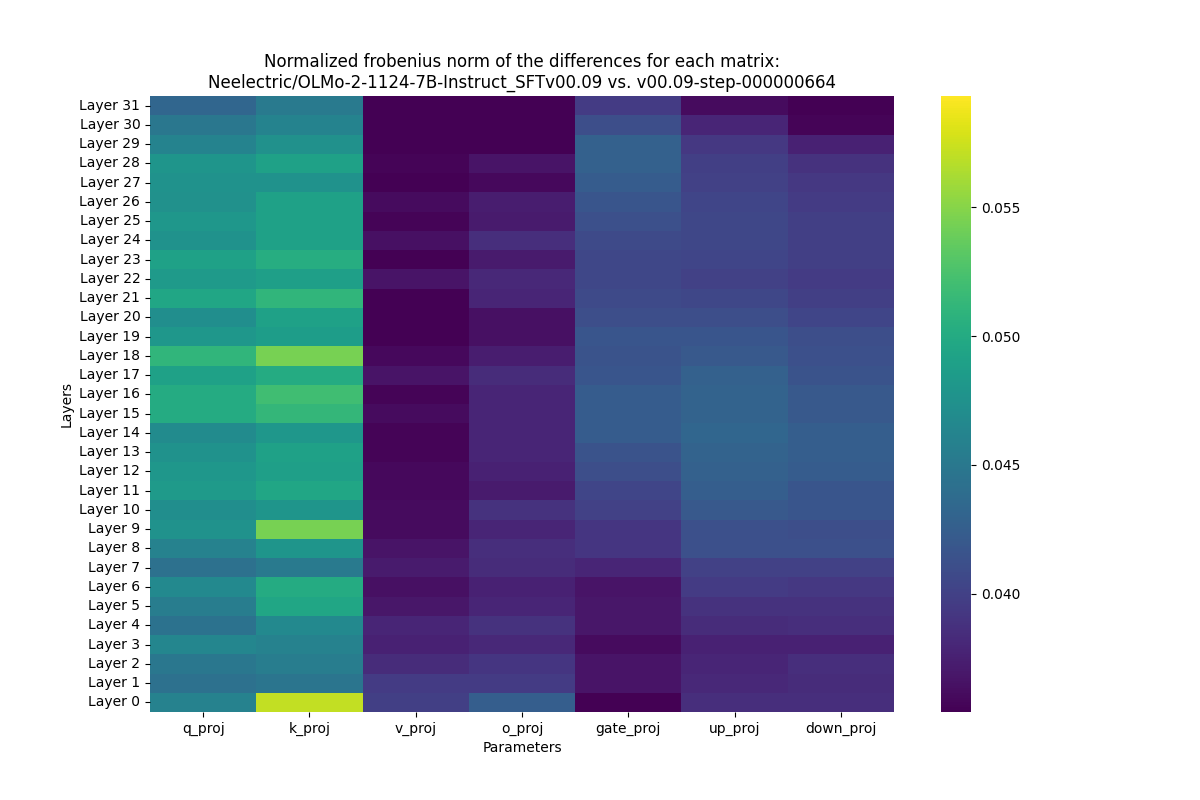 Normalized frobenius norm of the differences for each matrix:
Neelectric/OLMo-2-1124-7B-Instruct_SFTv00.09 vs. v00.09-step-000000664
Layers
Layer 31
Layer 30
Layer 29
Layer 28
Layer 27
Layer 26
Layer 25
Layer 24
Layer 23
Layer 22
Layer 21
Layer 20
Layer 19
Layer 18
Layer 17
Layer 16
Layer 15
Layer 14
Layer 13
Layer 12
Layer 11
Layer 10
Layer 9
Layer 8
Layer 7
Layer 6
Layer 5
Layer 4
Layer 3
Layer 2
Layer 1
Layer 0
q_proj k_proj v_proj o_proj gate_proj up_proj down_proj
Parameters
0.055
0.050
0.045
0.040